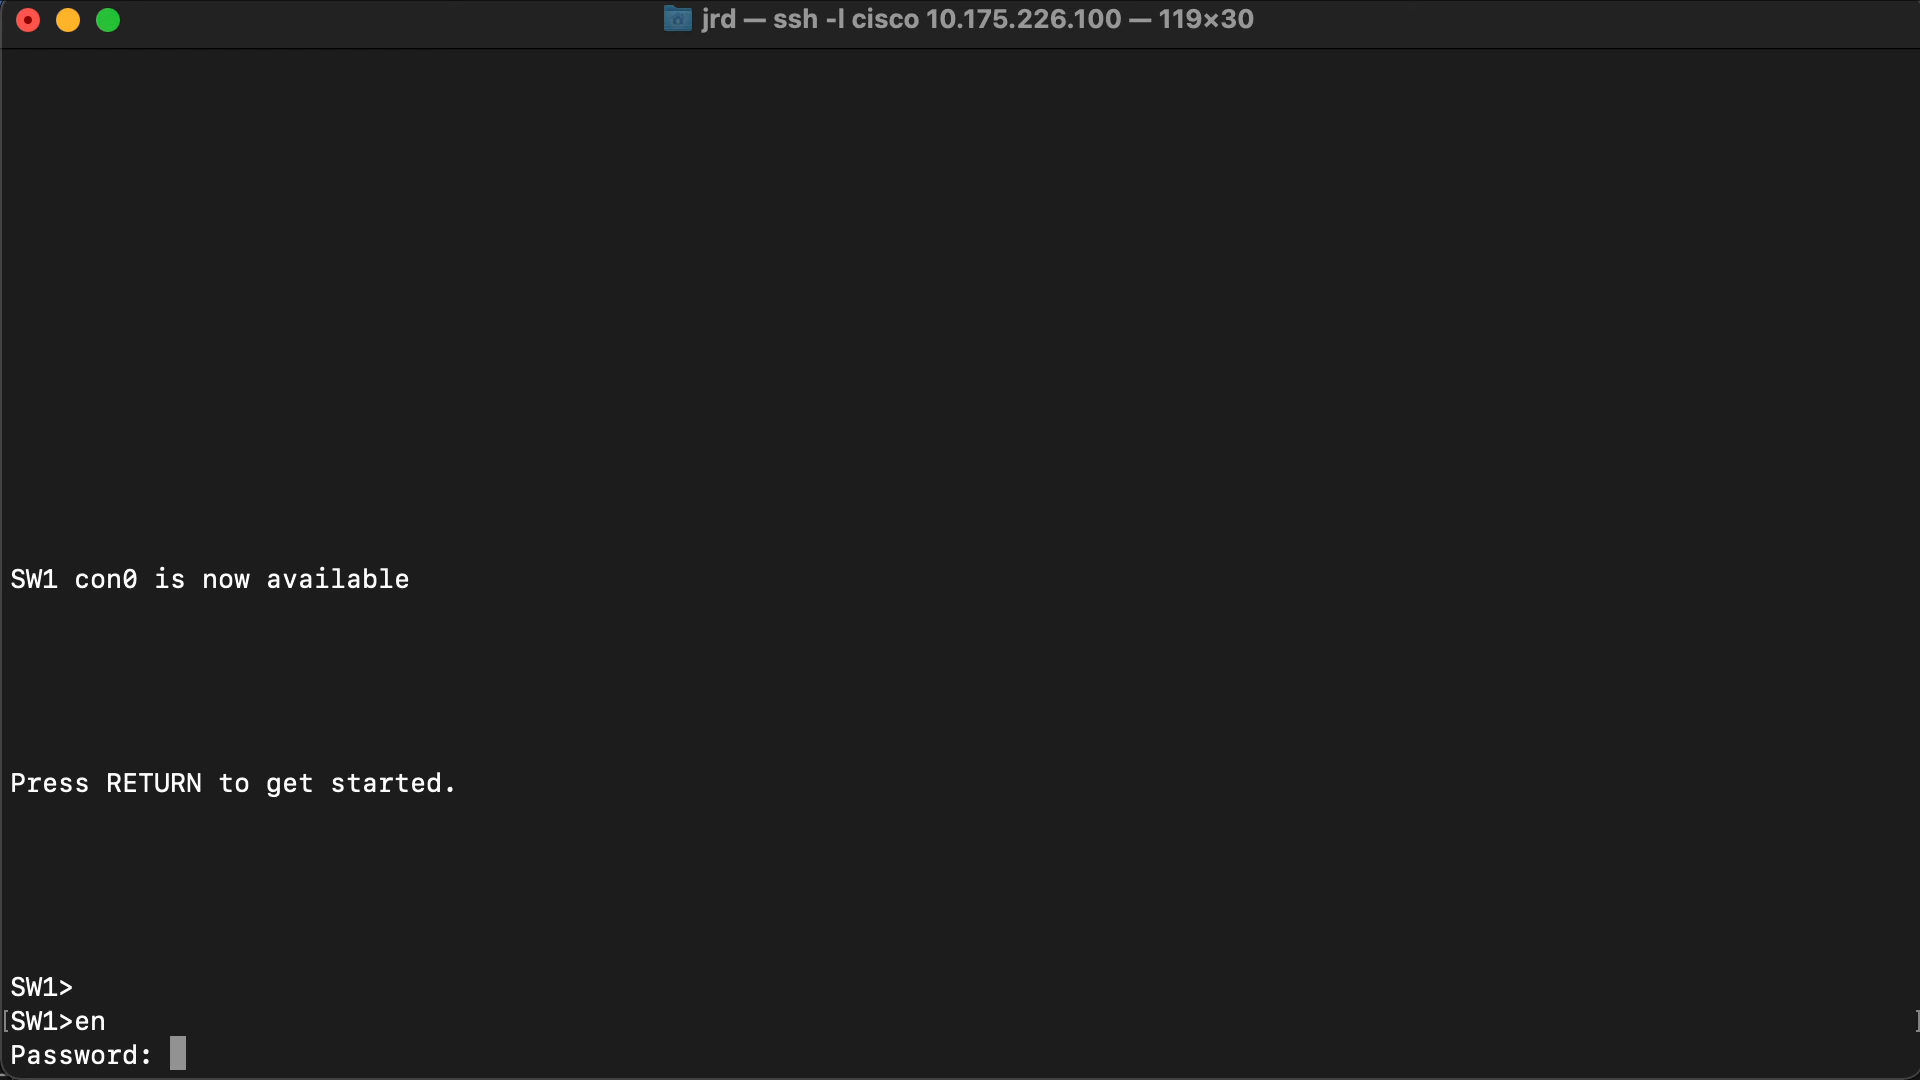 jrd — ssh -l cisco 10.175.226.100 — 119×30
SW1 con0 is now available
Press RETURN to get started.
SW1>
[SW1>en ]
Password: